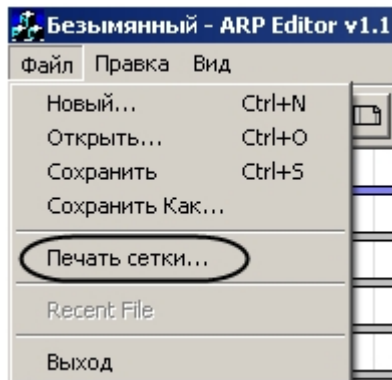 Безымянный - ARP Editor v1.1
Файл Правка Вид
Новый... Ctrl+N
Открыть... Ctrl+O
Сохранить Ctrl+S
Сохранить Как...
Печать сетки...
Recent File
Выход